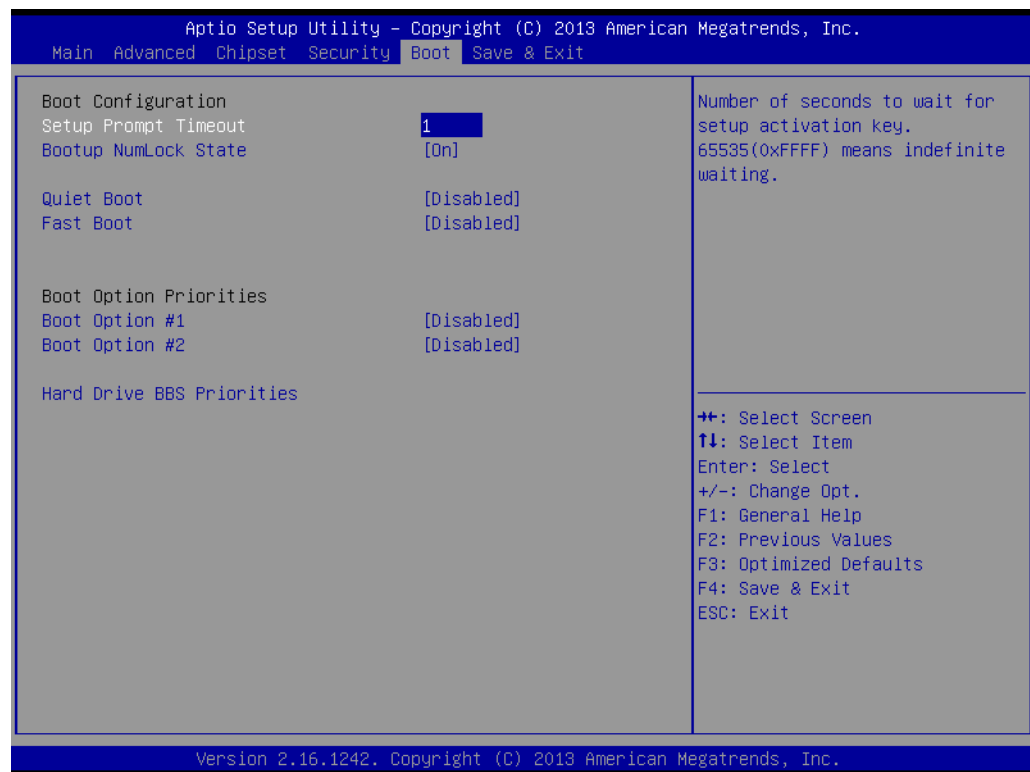 Aptio Setup Utility – Copyright (C) 2013 American Megatrends, Inc.
Main Advanced Chipset Security Boot Save & Exit
Boot Configuration
Setup Prompt Timeout 1
Bootup NumLock State [On]
Quiet Boot [Disabled]
Fast Boot [Disabled]
Boot Option Priorities
Boot Option #1 [Disabled]
Boot Option #2 [Disabled]
Hard Drive BBS Priorities
Number of seconds to wait for
setup activation key.
65535(0xFFFF) means indefinite
waiting.
→←: Select Screen
↑↓: Select Item
Enter: Select
+/-: Change Opt.
F1: General Help
F2: Previous Values
F3: Optimized Defaults
F4: Save & Exit
ESC: Exit
Version 2.16.1242. Copyright (C) 2013 American Megatrends, Inc.